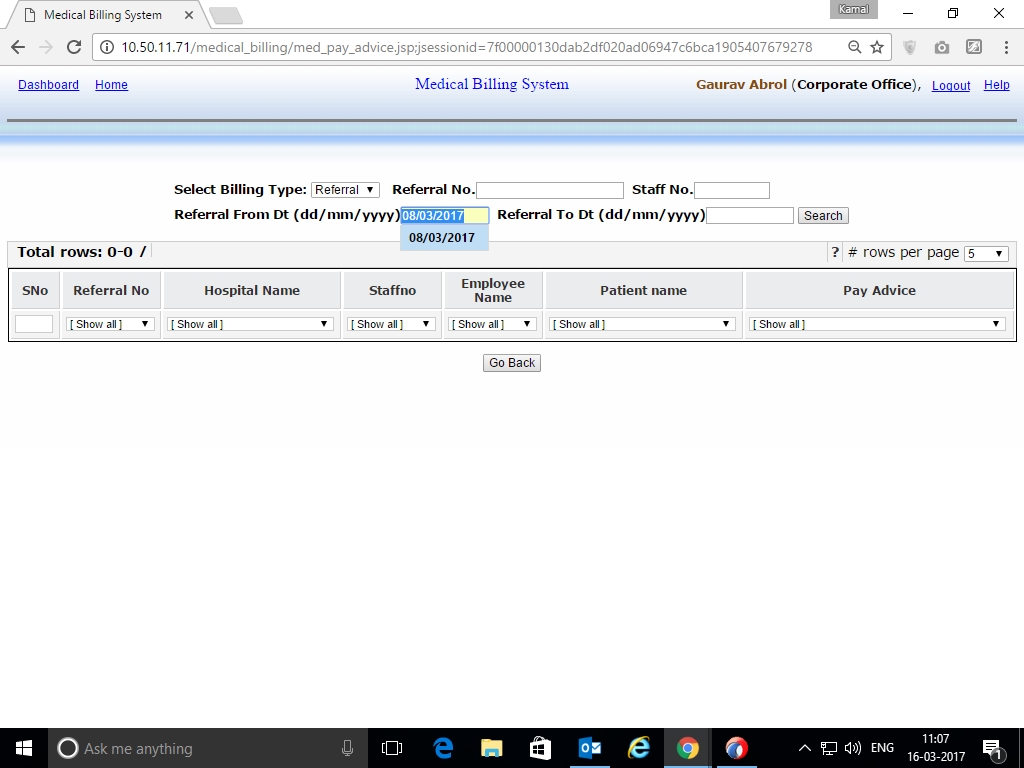 Medical Billing System
Kamal
10.50.11.71/medical_billing/med_pay_advice.jsp;jsessionid=7f00000130dab2df020ad06947c6bca1905407679278
Dashboard Home Medical Billing System Gaurav Abrol (Corporate Office), Logout Help
Select Billing Type: Referral Referral No. Staff No.
Referral From Dt (dd/mm/yyyy) 08/03/2017 Referral To Dt (dd/mm/yyyy) Search
08/03/2017
Total rows: 0-0 / ? # rows per page 5
SNo Referral No Hospital Name Staffno Employee Name Patient name Pay Advice
[ Show all ] [ Show all ] [ Show all ] [ Show all ] [ Show all ] [ Show all ]
Go Back
Ask me anything ENG 11:07
16-03-2017 1